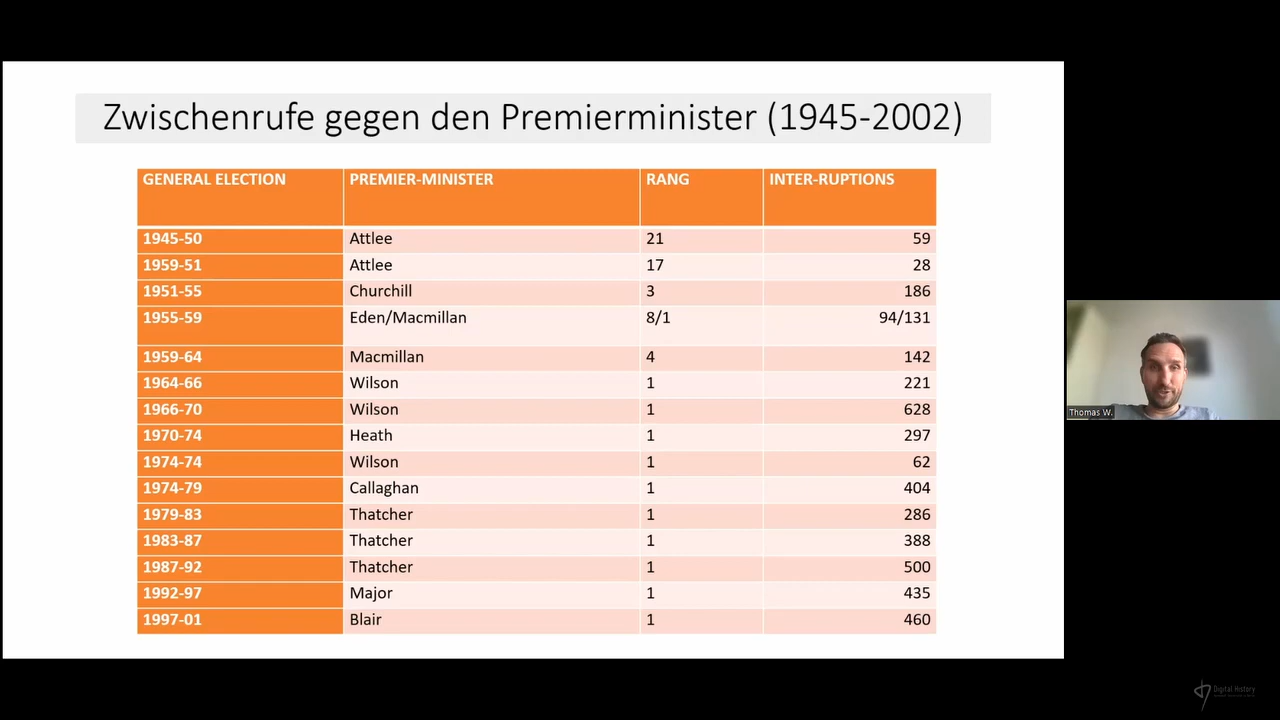 Zwischenrufe gegen den Premierminister (1945-2002)
GENERAL ELECTION PREMIER-MINISTER RANG INTER-RUPTIONS
1945-50 Attlee 21 59
1959-51 Attlee 17 28
1951-55 Churchill 3 186
1955-59 Eden/Macmillan 8/1 94/131
1959-64 Macmillan 4 142
1964-66 Wilson 1 221
1966-70 Wilson 1 628
1970-74 Heath 1 297
1974-74 Wilson 1 62
1974-79 Callaghan 1 404
1979-83 Thatcher 1 286
1983-87 Thatcher 1 388
1987-92 Thatcher 1 500
1992-97 Major 1 435
1997-01 Blair 1 460
Thomas W.
Digital History